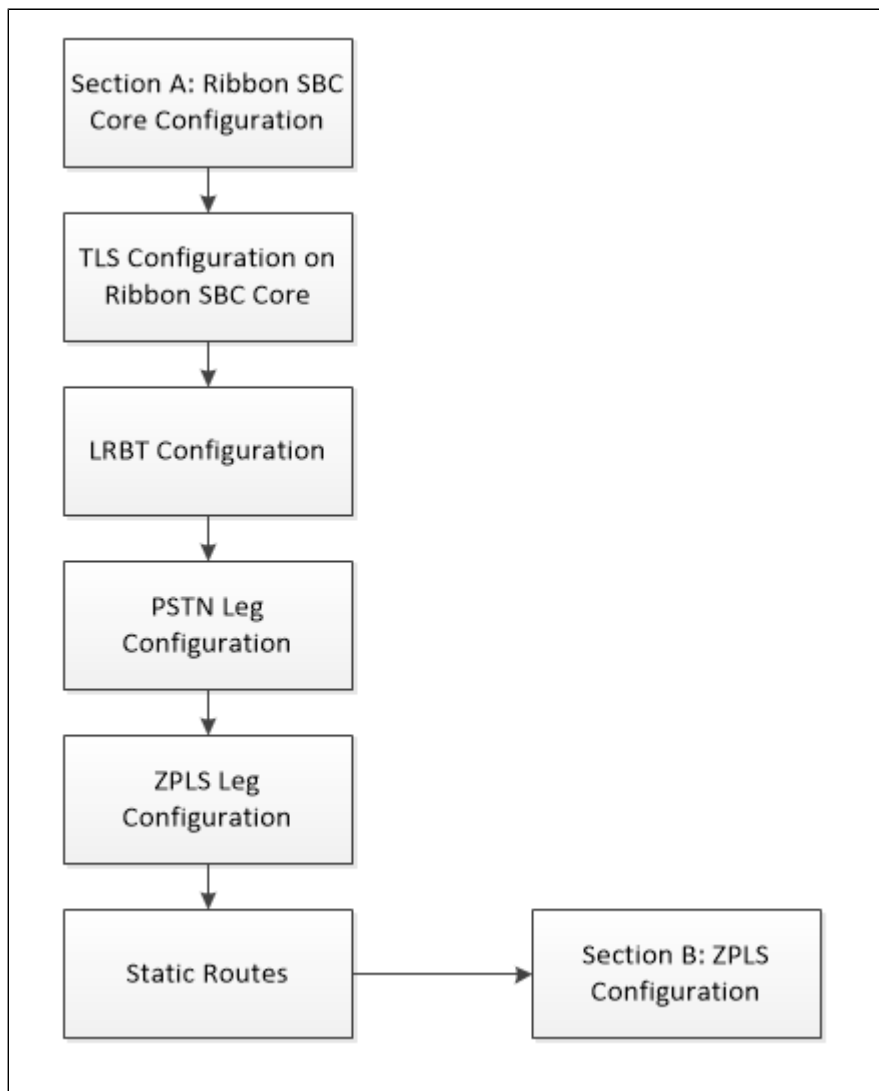 Section A: Ribbon SBC
Core Configuration
TLS Configuration on
Ribbon SBC Core
LRBT Configuration
PSTN Leg
Configuration
ZPLS Leg
Configuration
Static Routes
Section B: ZPLS
Configuration